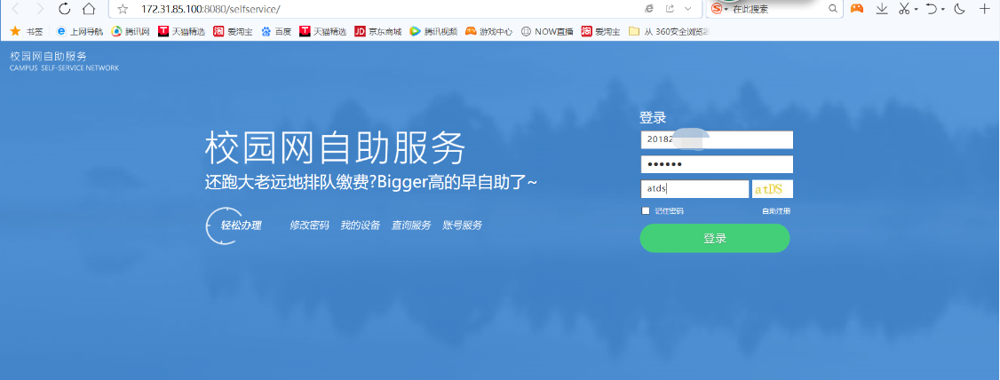 172.31.85.100:8080/selfservice/
在此搜索
书签 上网导航 腾讯网 天猫精选 爱淘宝 百度 天猫精选 京东商城 腾讯视频 游戏中心 NOW直播 爱淘宝 从 360安全浏览器
校园网自助服务
CAMPUS SELF-SERVICE NETWORK
校园网自助服务
还跑大老远地排队缴费?Bigger高的早自助了~
轻松办理 修改密码 我的设备 查询服务 账号服务
登录
20182
atds
atDS
记住密码 自助注册
登录